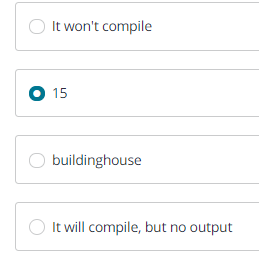 It won't compile
15
buildinghouse
It will compile, but no output